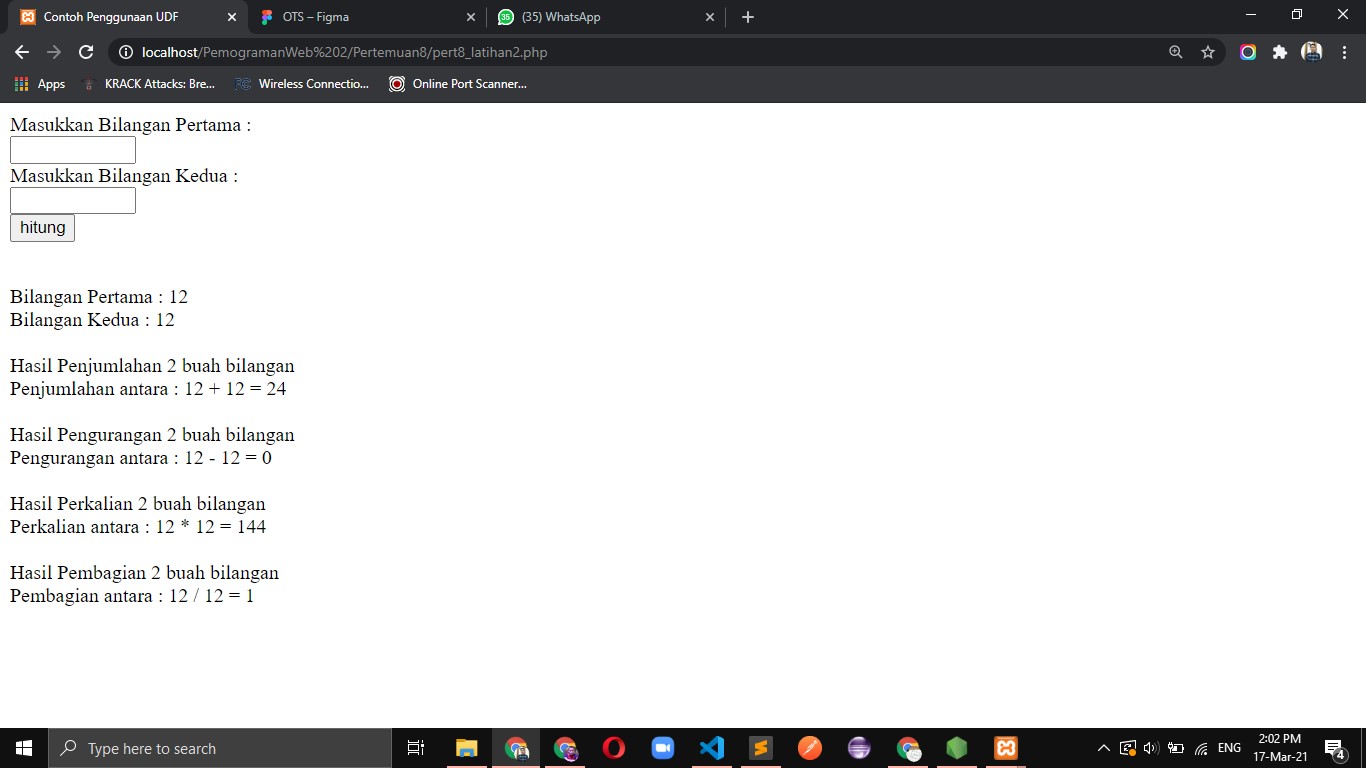 Contoh Penggunaan UDF
OTS – Figma
35
(35) WhatsApp
localhost/PemogramanWeb%202/Pertemuan8/pert8_latihan2.php
Apps
KRACK Attacks: Bre...
FC
Wireless Connectio...
Online Port Scanner...
Masukkan Bilangan Pertama :
Masukkan Bilangan Kedua :
hitung
Bilangan Pertama : 12
Bilangan Kedua : 12
Hasil Penjumlahan 2 buah bilangan
Penjumlahan antara : 12 + 12 = 24
Hasil Pengurangan 2 buah bilangan
Pengurangan antara : 12 - 12 = 0
Hasil Perkalian 2 buah bilangan
Perkalian antara : 12 * 12 = 144
Hasil Pembagian 2 buah bilangan
Pembagian antara : 12 / 12 = 1
Type here to search
ENG
2:02 PM
17-Mar-21
4